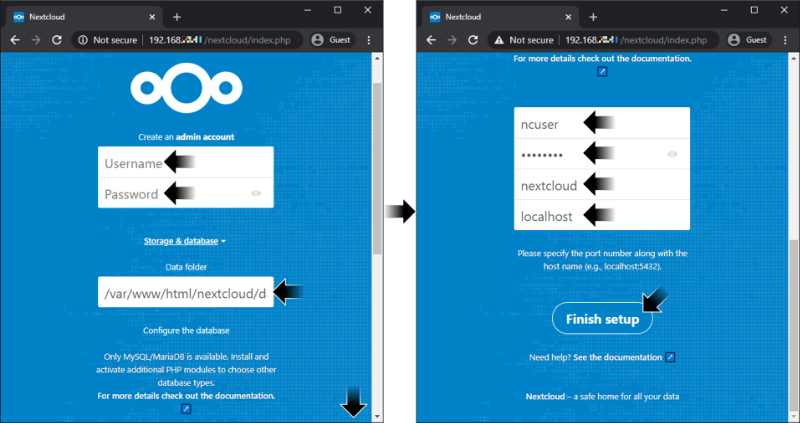 Nextcloud
Not secure
192.168.
/nextcloud/index.php
Guest
Create an admin account
Username
Password
Storage & database
Data folder
/var/www/html/nextcloud/d
Configure the database
Only MySQL/MariaDB is available. Install and
activate additional PHP modules to choose other
database types.
For more details check out the documentation.
Nextcloud
Not secure
192.168.
/nextcloud/index.php
Guest
For more details check out the documentation.
ncuser
••••••••
nextcloud
localhost
Please specify the port number along with the
host name (e.g., localhost:5432).
Finish setup
Need help? See the documentation
Nextcloud – a safe home for all your data